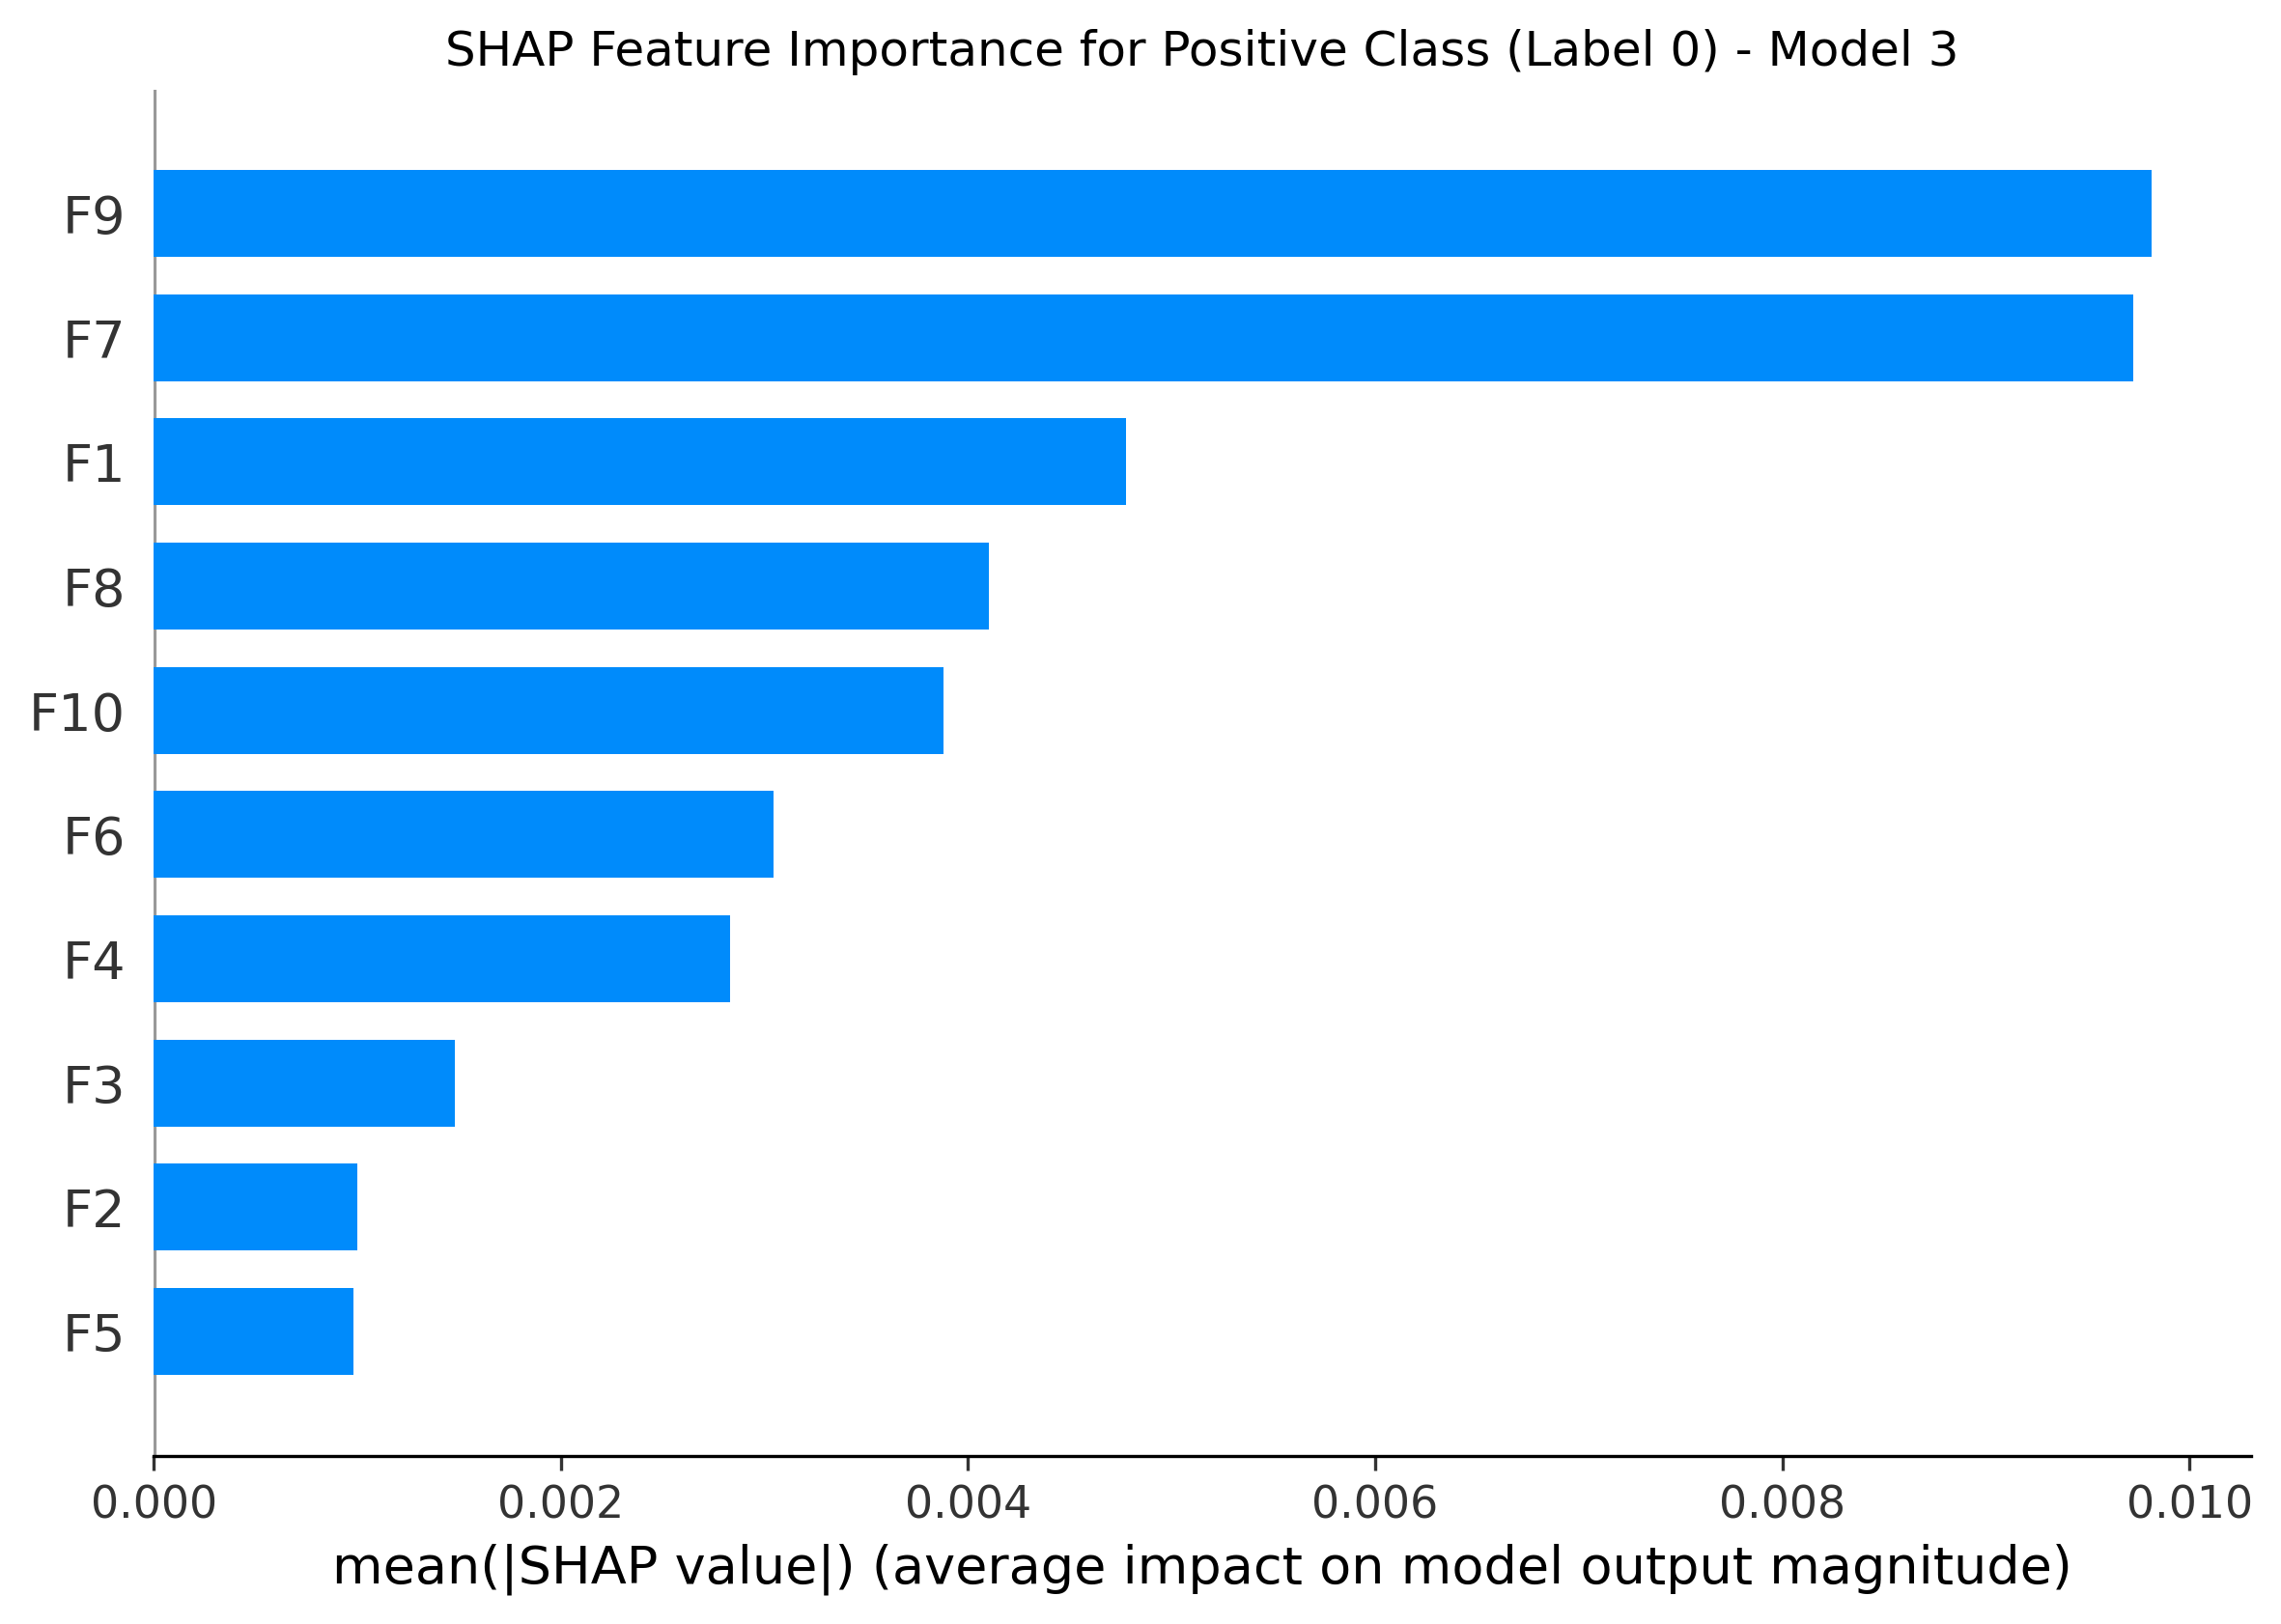 SHAP Feature Importance for Positive Class (Label 0) - Model 3
F9
F7
F1
F8
F10
F6
F4
F3
F2
F5
0.000 0.002 0.004 0.006 0.008 0.010
mean(|SHAP value|) (average impact on model output magnitude)